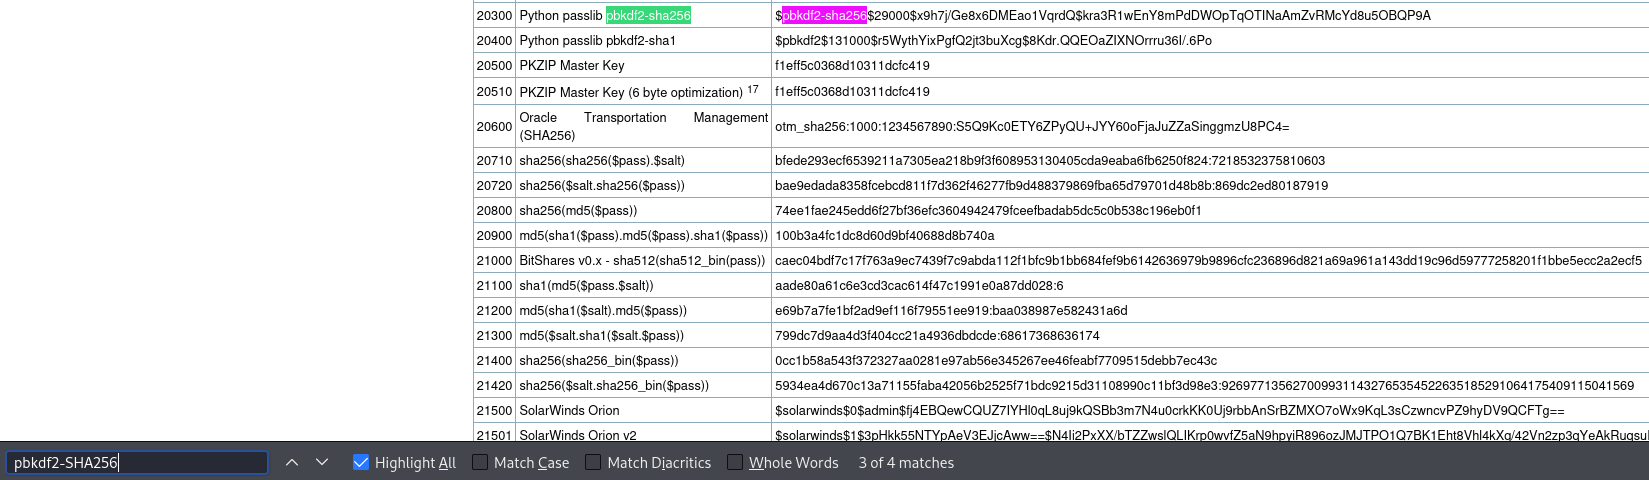 20300 Python passlib pbkdf2-sha256 $pbkdf2-sha256$29000$x9h7j/Ge8x6DMEao1VqrdQ$kra3R1wEnY8mPdDWOpTqOTINaAmZvRMcYd8u5OBQP9A
20400 Python passlib pbkdf2-sha1 $pbkdf2$131000$r5WythYixPgfQ2jt3buXcg$8Kdr.QQEOaZIXNOrrru36I/.6Po
20500 PKZIP Master Key f1eff5c0368d10311dcfc419
20510 PKZIP Master Key (6 byte optimization) 17 f1eff5c0368d10311dcfc419
20600 Oracle Transportation Management (SHA256) otm_sha256:1000:1234567890:S5Q9Kc0ETY6ZPyQU+JYY60oFjaJuZZaSinggmzU8PC4=
20710 sha256(sha256($pass).$salt) bfede293ecf6539211a7305ea218b9f3f608953130405cda9eaba6fb6250f824:7218532375810603
20720 sha256($salt.sha256($pass)) bae9edada8358fcebcd811f7d362f46277fb9d488379869fba65d79701d48b8b:869dc2ed80187919
20800 sha256(md5($pass)) 74ee1fae245edd6f27bf36efc3604942479fceefbadab5dc5c0b538c196eb0f1
20900 md5(sha1($pass).md5($pass).sha1($pass)) 100b3a4fc1dc8d60d9bf40688d8b740a
21000 BitShares v0.x - sha512(sha512_bin(pass)) caec04bdf7c17f763a9ec7439f7c9abda112f1bfc9b1bb684fef9b6142636979b9896cfc236896d821a69a961a143dd19c96d59777258201f1bbe5ecc2a2ecf5
21100 sha1(md5($pass.$salt)) aade80a61c6e3cd3cac614f47c1991e0a87dd028:6
21200 md5(sha1($salt).md5($pass)) e69b7a7fe1bf2ad9ef116f79551ee919:baa038987e582431a6d
21300 md5($salt.sha1($salt.$pass)) 799dc7d9aa4d3f404cc21a4936dbdcde:68617368636174
21400 sha256(sha256_bin($pass)) 0cc1b58a543f372327aa0281e97ab56e345267ee46feabf7709515debb7ec43c
21420 sha256($salt.sha256_bin($pass)) 5934ea4d670c13a71155faba42056b2525f71bdc9215d31108990c11bf3d98e3:9269771356270099311432765354522635185291064175409115041569
21500 SolarWinds Orion $solarwinds$0$admin$fj4EBQewCQUZ7IYHl0qL8uj9kQSBb3m7N4u0crkKK0Uj9rbbAnSrBZMXO7oWx9KqL3sCzwncvPZ9hyDV9QCFTg==
21501 SolarWinds Orion v2
pbkdf2-SHA256 Highlight All Match Case Match Diacritics Whole Words 3 of 4 matches